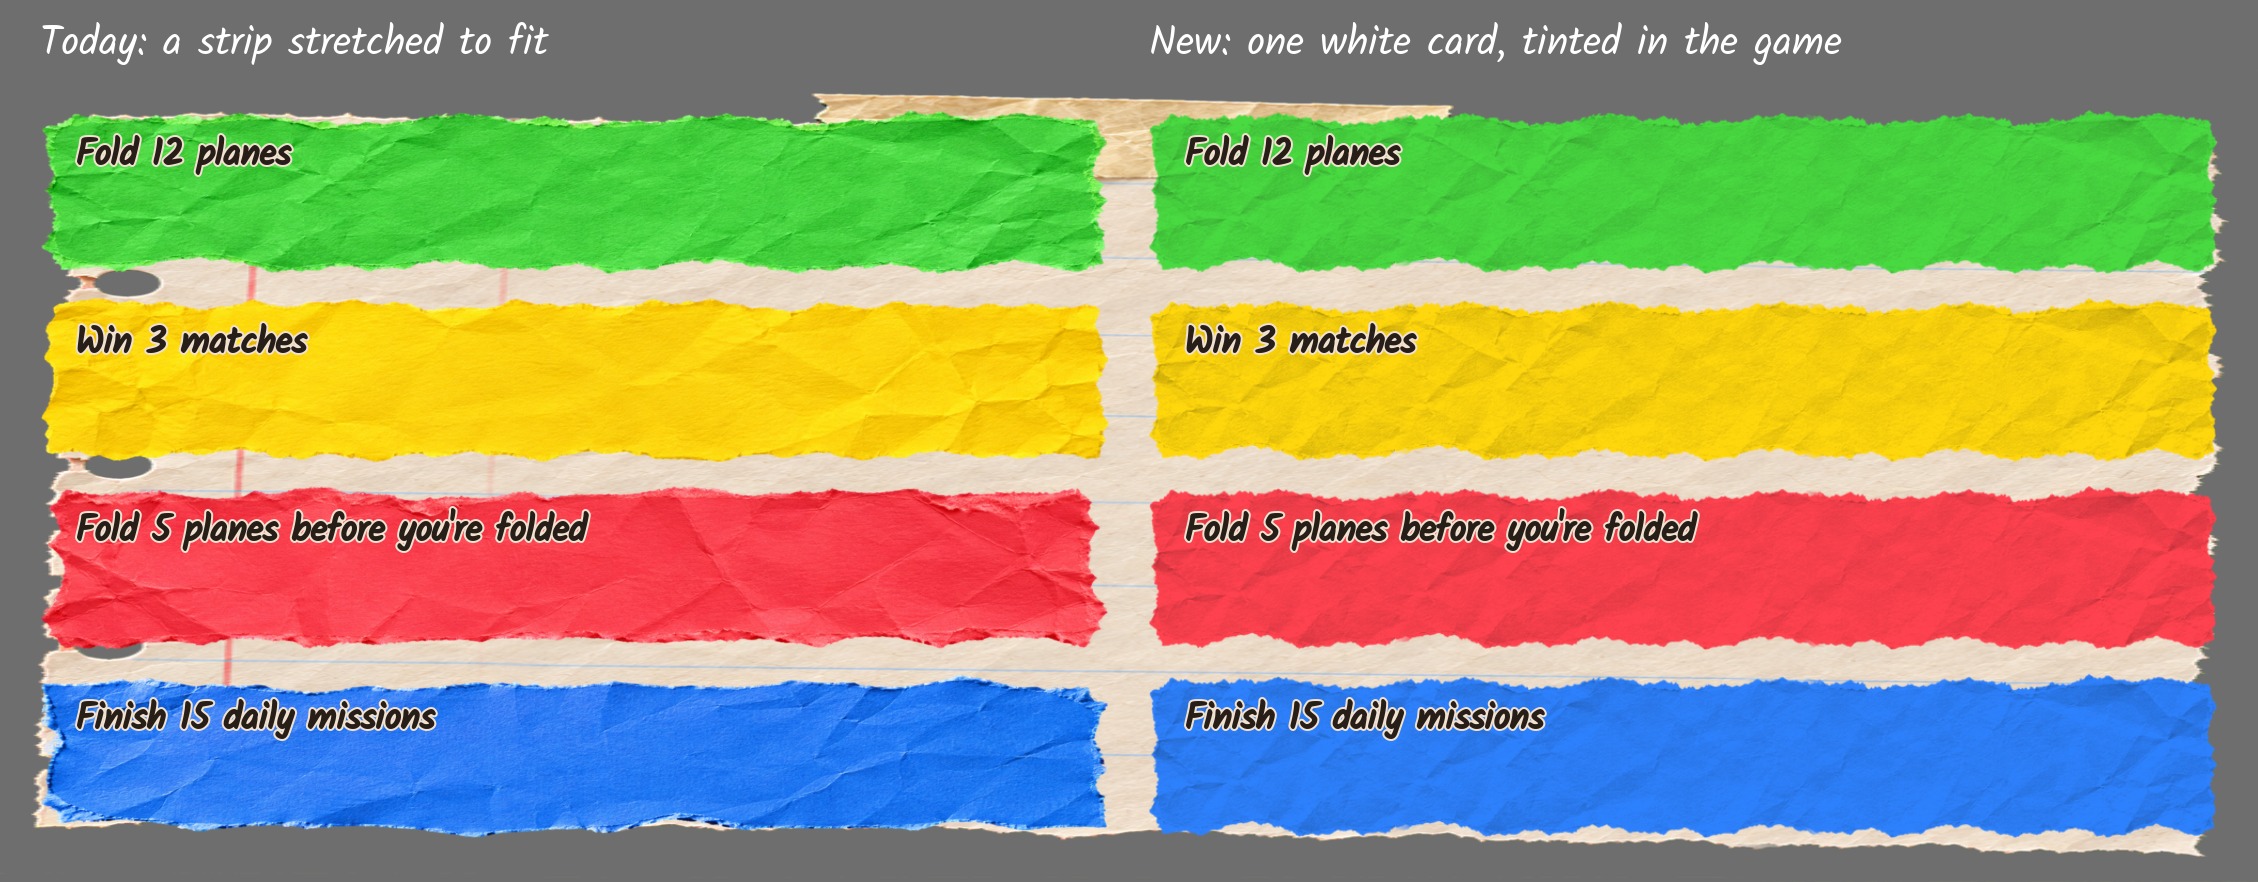 Today: a strip stretched to fit
New: one white card, tinted in the game
Fold 12 planes
Fold 12 planes
Win 3 matches
Win 3 matches
Fold 5 planes before you're folded
Fold 5 planes before you're folded
Finish 15 daily missions
Finish 15 daily missions